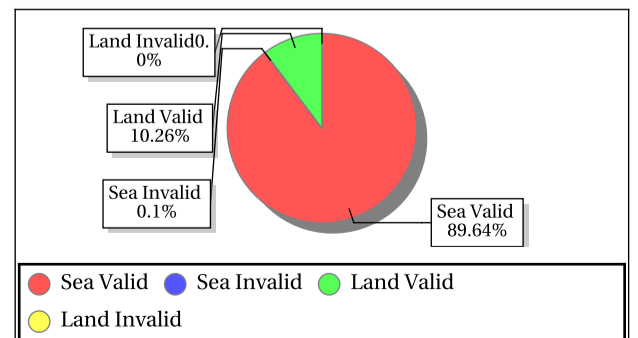 Land Invalid0.
0%
Land Valid
10.26%
Sea Invalid
0.1%
Sea Valid
89.64%
Sea Valid Sea Invalid Land Valid
Land Invalid